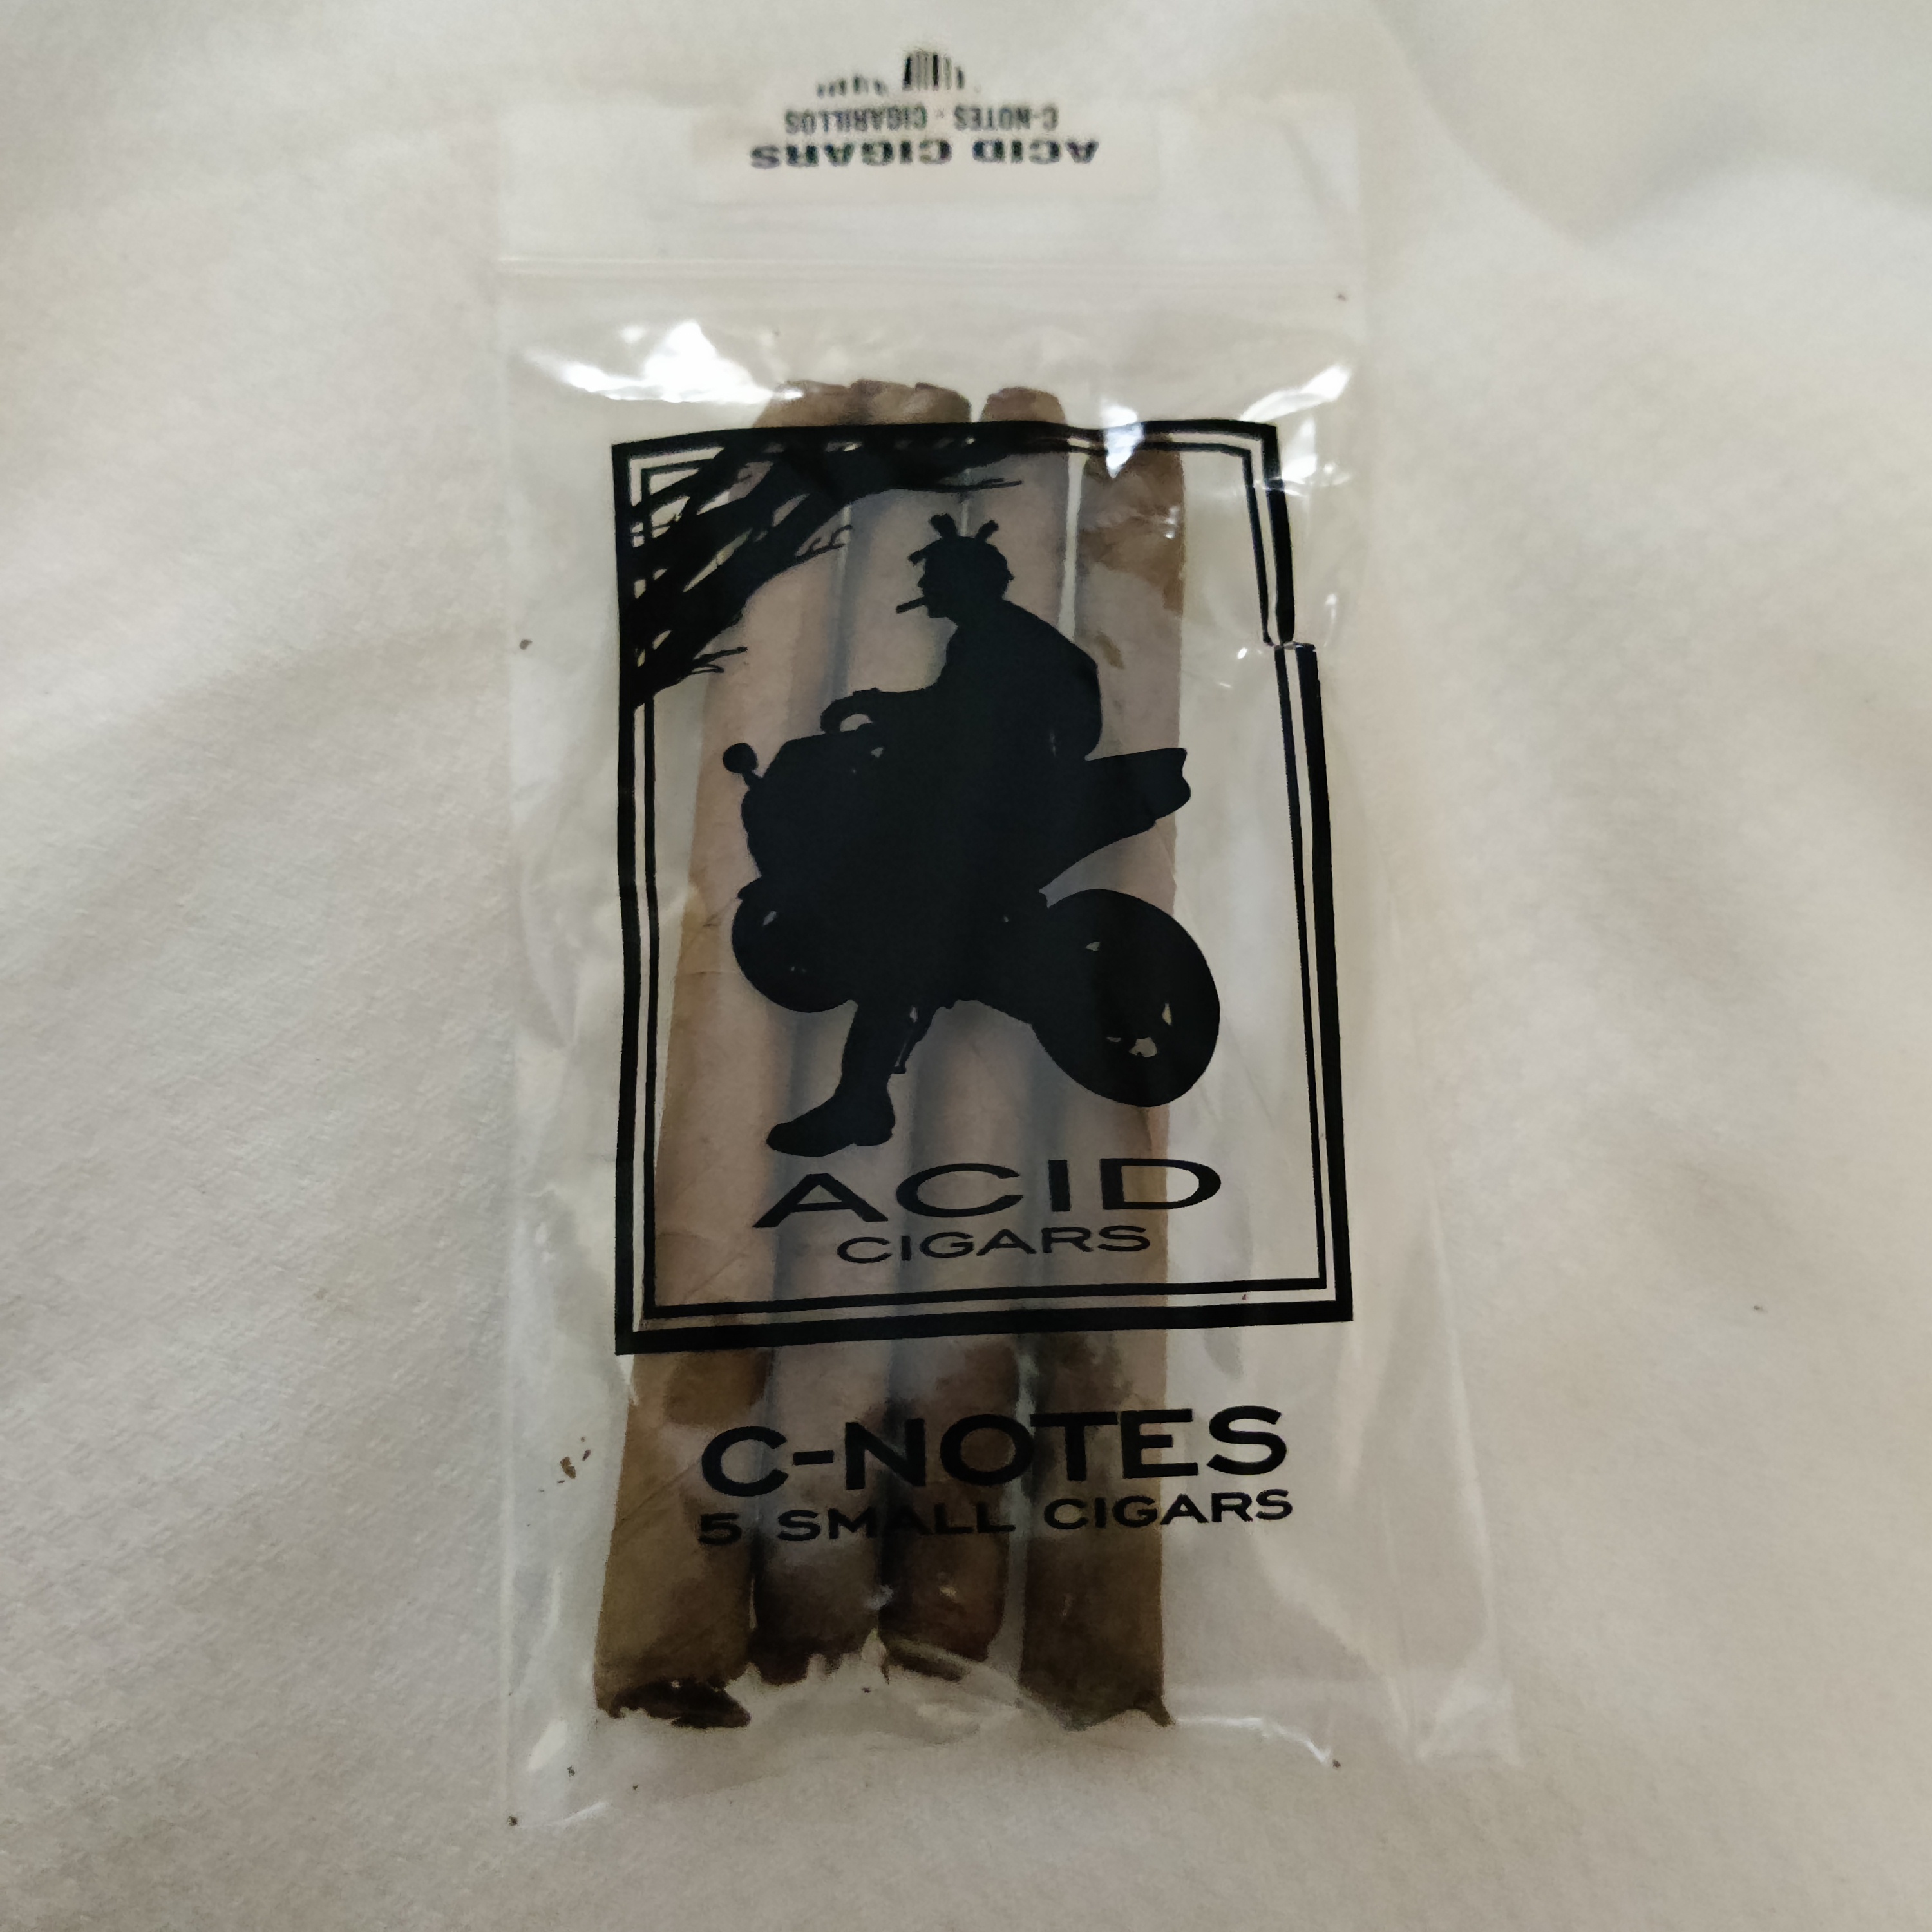 ACID CIGARS
C-NOTES - CIGARILLOS
ACID
CIGARS
C-NOTES
5 SMALL CIGARS